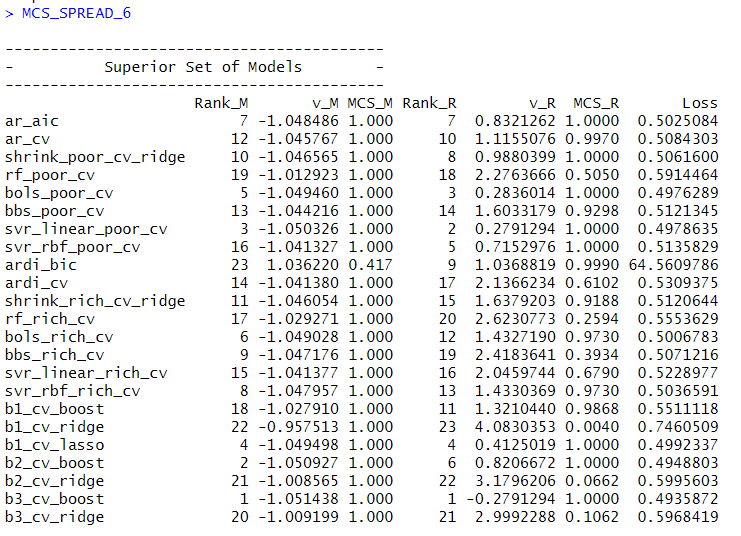 > MCS_SPREAD_6
------------------------------------------
-          Superior Set of Models        -
------------------------------------------
                     Rank_M       v_M MCS_M Rank_R        v_R  MCS_R       Loss
ar_aic                    7 -1.048486 1.000      7  0.8321262 1.0000  0.5025084
ar_cv                    12 -1.045767 1.000     10  1.1155076 0.9970  0.5084303
shrink_poor_cv_ridge     10 -1.046565 1.000      8  0.9880399 1.0000  0.5061600
rf_poor_cv               19 -1.012923 1.000     18  2.2763666 0.5050  0.5914464
bols_poor_cv              5 -1.049460 1.000      3  0.2836014 1.0000  0.4976289
bbs_poor_cv              13 -1.044216 1.000     14  1.6033179 0.9298  0.5121345
svr_linear_poor_cv        3 -1.050326 1.000      2  0.2791294 1.0000  0.4978635
svr_rbf_poor_cv          16 -1.041327 1.000      5  0.7152976 1.0000  0.5135829
ardi_bic                 23  1.036220 0.417      9  1.0368819 0.9990 64.5609786
ardi_cv                  14 -1.041380 1.000     17  2.1366234 0.6102  0.5309375
shrink_rich_cv_ridge     11 -1.046054 1.000     15  1.6379203 0.9188  0.5120644
rf_rich_cv               17 -1.029271 1.000     20  2.6230773 0.2594  0.5553629
bols_rich_cv              6 -1.049028 1.000     12  1.4327190 0.9730  0.5006783
bbs_rich_cv               9 -1.047176 1.000     19  2.4183641 0.3934  0.5071216
svr_linear_rich_cv       15 -1.041377 1.000     16  2.0459744 0.6790  0.5228977
svr_rbf_rich_cv           8 -1.047957 1.000     13  1.4330369 0.9730  0.5036591
b1_cv_boost              18 -1.027910 1.000     11  1.3210440 0.9868  0.5511118
b1_cv_ridge              22 -0.957513 1.000     23  4.0830353 0.0040  0.7460509
b1_cv_lasso               4 -1.049498 1.000      4  0.4125019 1.0000  0.4992337
b2_cv_boost               2 -1.050927 1.000      6  0.8206672 1.0000  0.4948803
b2_cv_ridge              21 -1.008565 1.000     22  3.1796206 0.0662  0.5995603
b3_cv_boost               1 -1.051438 1.000      1 -0.2791294 1.0000  0.4935872
b3_cv_ridge              20 -1.009199 1.000     21  2.9992288 0.1062  0.5968419